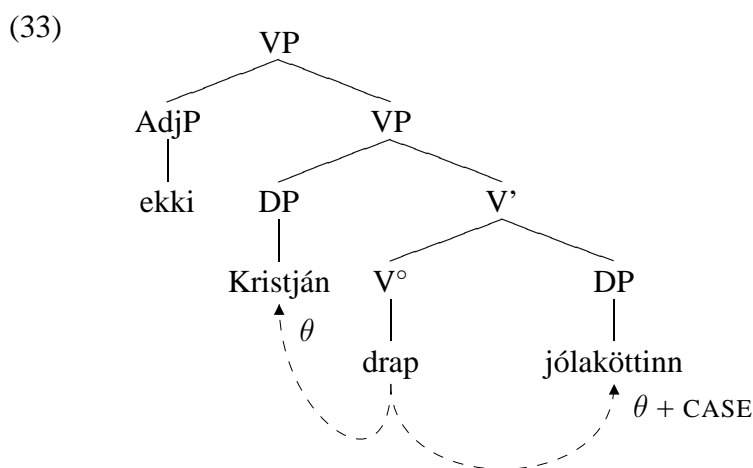 (33)
VP
AdjP VP
ekki DP V’
Kristján V° DP
θ
drap jólaköttinn
θ + CASE